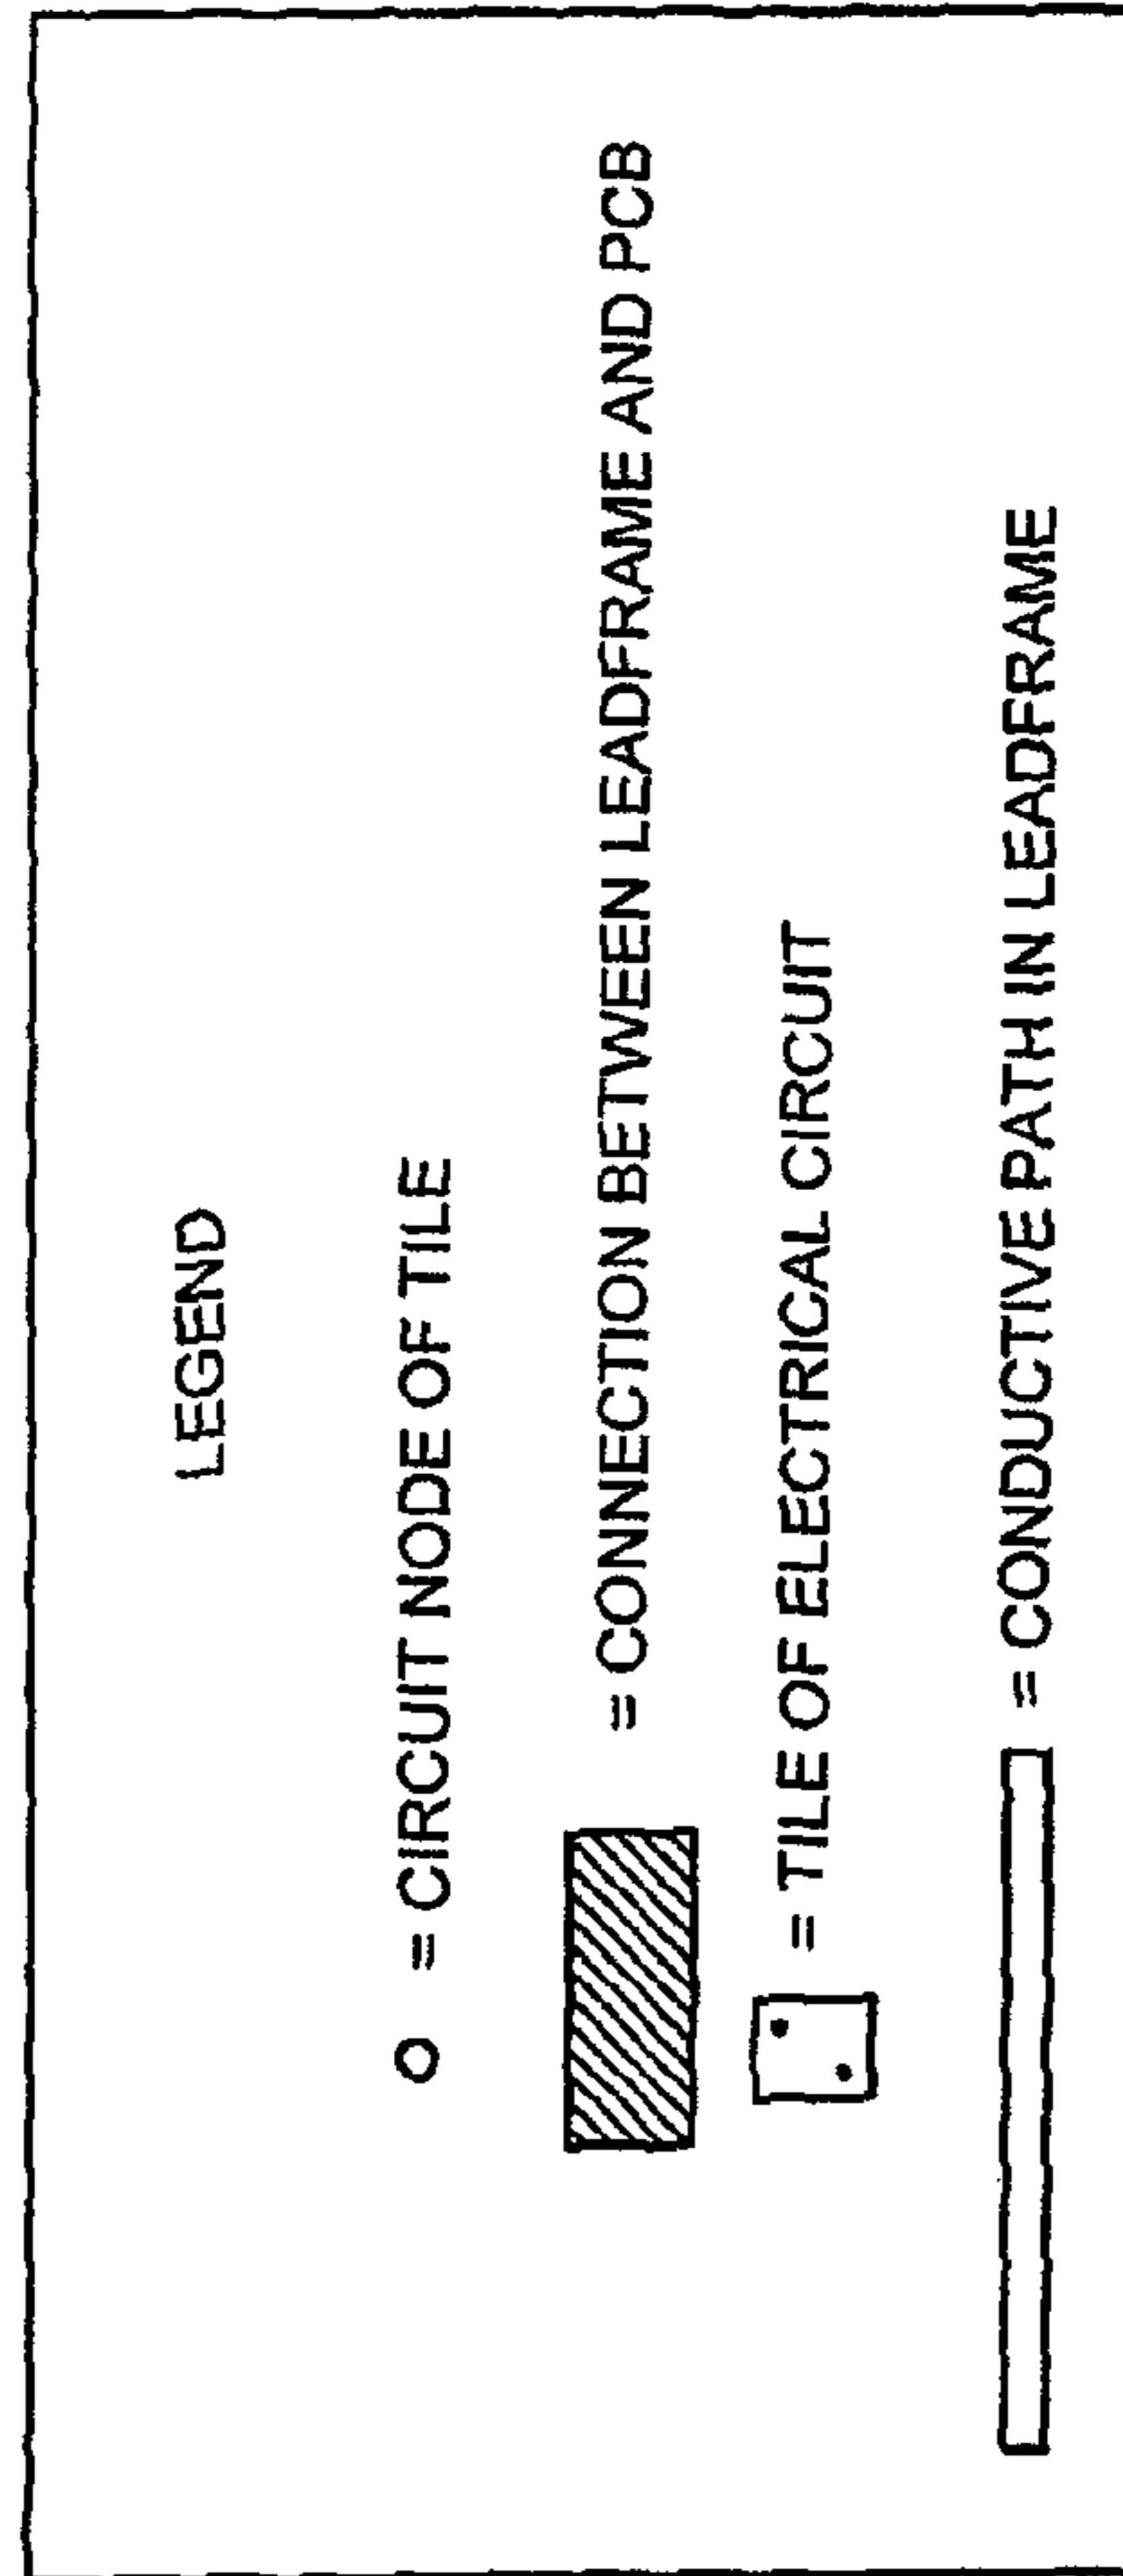 LEGEND
= CIRCUIT NODE OF TILE
= CONNECTION BETWEEN LEADFRAME AND PCB
= TILE OF ELECTRICAL CIRCUIT
= CONDUCTIVE PATH IN LEADFRAME